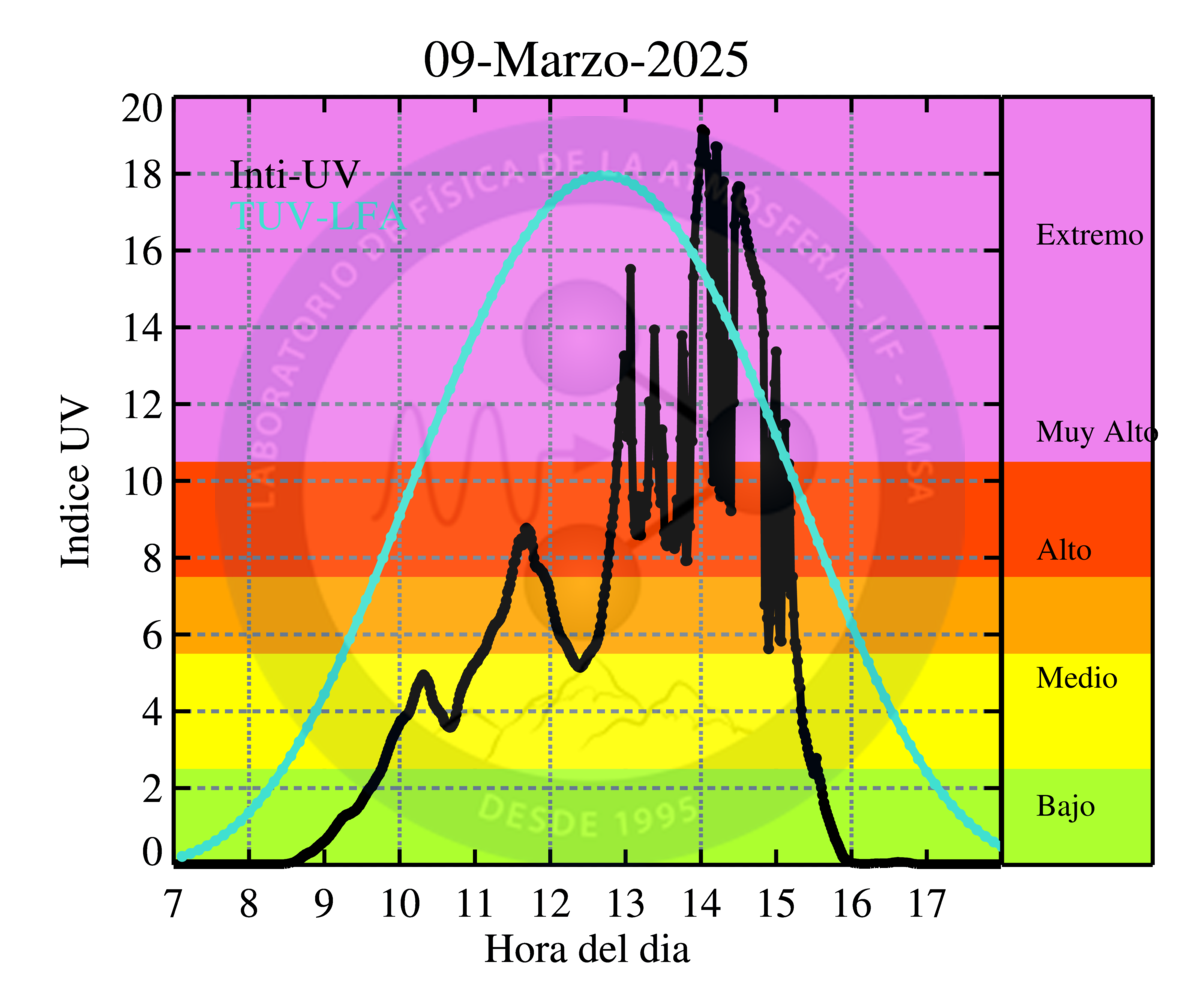 09-Marzo-2025
20
18
16
14
12
10
8
6
4
2
0
Indice UV
Inti-UV
TUV-LFA
LABORATORIO DE FÍSICA DE LA ATMÓSFERA - IIF - UMSA
DESDE 1995
Extremo
Muy Alto
Alto
Medio
Bajo
7 8 9 10 11 12 13 14 15 16 17
Hora del dia